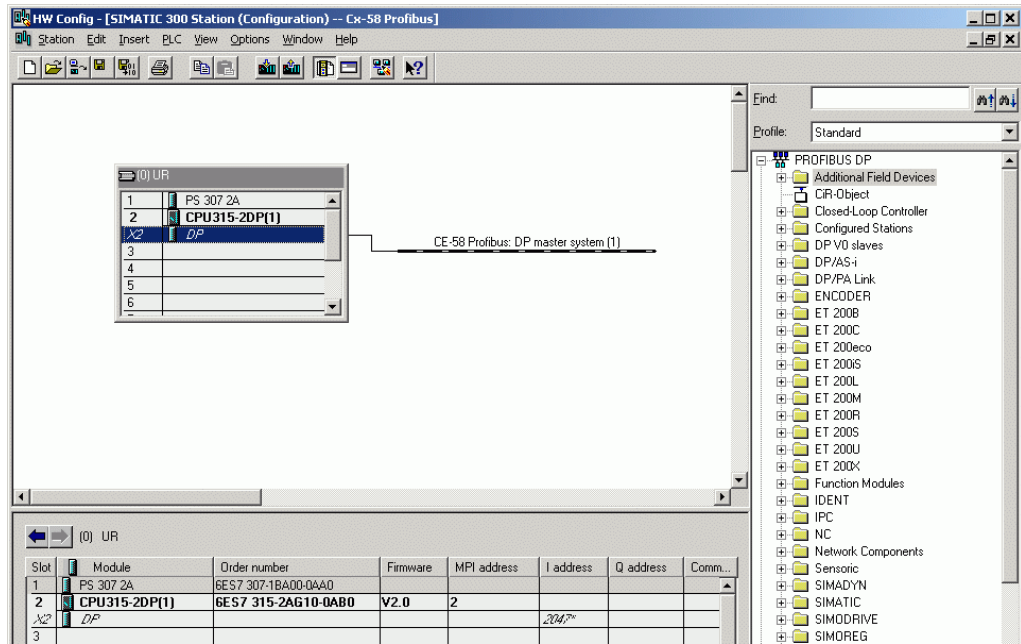 HW Config - [SIMATIC 300 Station (Configuration) -- Cx-58 Profibus]
Station Edit Insert PLC View Options Window Help
(0) UR
1 PS 307 2A
2 CPU315-2DP(1)
X2 DP
3
4
5
6
CE-58 Profibus: DP master system (1)
Find:
Profile: Standard
PROFIBUS DP
Additional Field Devices
CiR-Object
Closed-Loop Controller
Configured Stations
DP V0 slaves
DP/AS-i
DP/PA Link
ENCODER
ET 200B
ET 200C
ET 200eco
ET 200iS
ET 200L
ET 200M
ET 200R
ET 200S
ET 200U
ET 200X
Function Modules
IDENT
IPC
NC
Network Components
Sensoric
SIMADYN
SIMATIC
SIMODRIVE
SIMOREG
(0) UR
Slot Module Order number Firmware MPI address I address Q address Comm...
1 PS 307 2A 6ES7 307-1BA00-0AA0
2 CPU315-2DP(1) 6ES7 315-2AG10-0AB0 V2.0 2
X2 DP 2047*
3